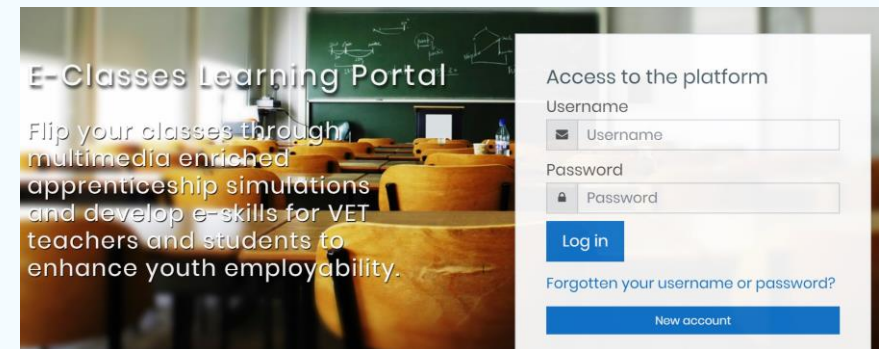 E-Classes Learning Portal
Flip your classes through
multimedia enriched
apprenticeship simulations
and develop e-skills for VET
teachers and students to
enhance youth employability.
Access to the platform
Username
Username
Password
Password
Log in
Forgotten your username or password?
New account